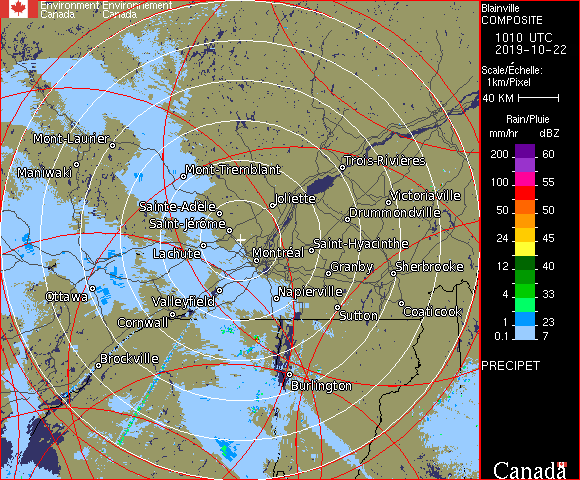 Environment Environnement
Canada Canada
Blainville
COMPOSITE
1010 UTC
2019-10-22
Scale/Échelle:
1km/Pixel
40 KM
Rain/Pluie
mm/hr dBZ
200 60
100 55
50 50
24 45
12 40
4 33
1 23
0.1 7
PRECIPET
Mont-Laurier
Maniwaki
Mont-Tremblant
Trois-Rivières
Joliette
Victoriaville
Sainte-Adele
Drummondville
Saint-Jérôme
Saint-Hyacinthe
Lachute
Montréal
Granby
Sherbrooke
Ottawa
Napierville
Valleyfield
Coaticook
Cornwall
Sutton
Brockville
Burlington
Canada